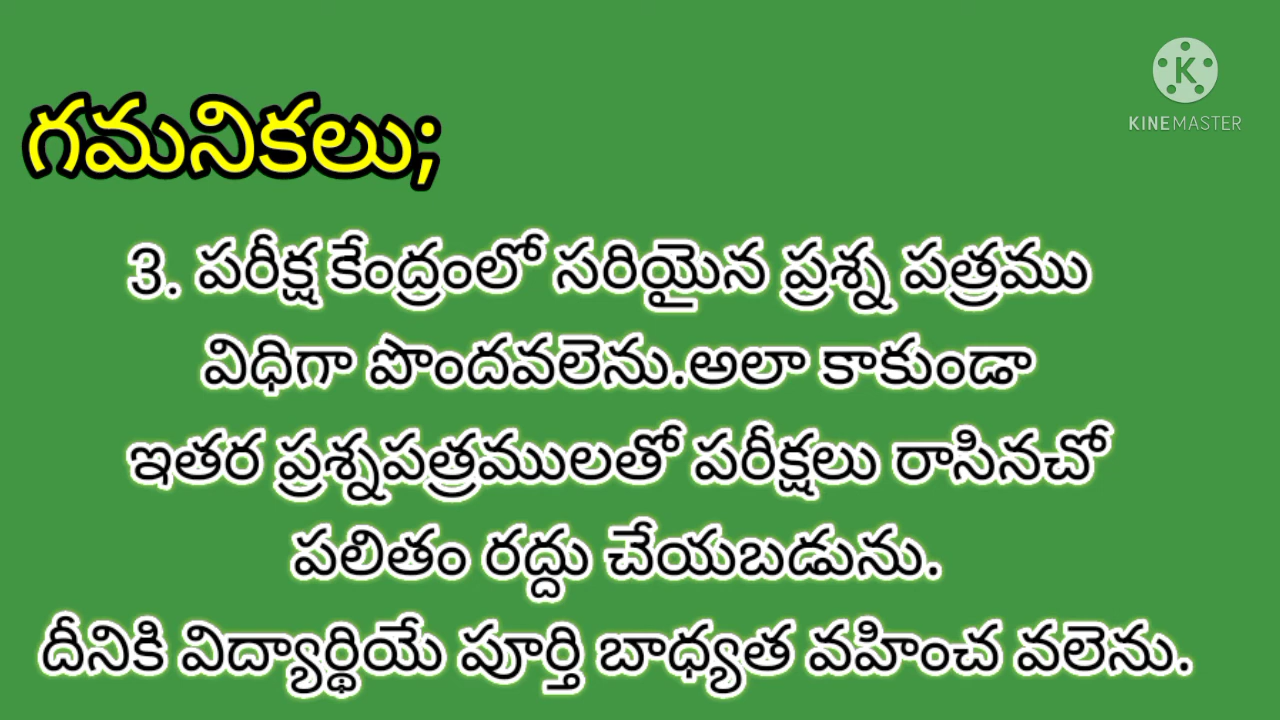 KINEMASTER
గమనికలు;
3. పరీక్ష కేంద్రంలో సరియైన ప్రశ్న పత్రము
విధిగా పొందవలెను.అలా కాకుండా
ఇతర ప్రశ్నపత్రములతో పరీక్షలు రాసినచో
పలితం రద్దు చేయబడును.
దీనికి విద్యార్థియే పూర్తి బాధ్యత వహించ వలెను.